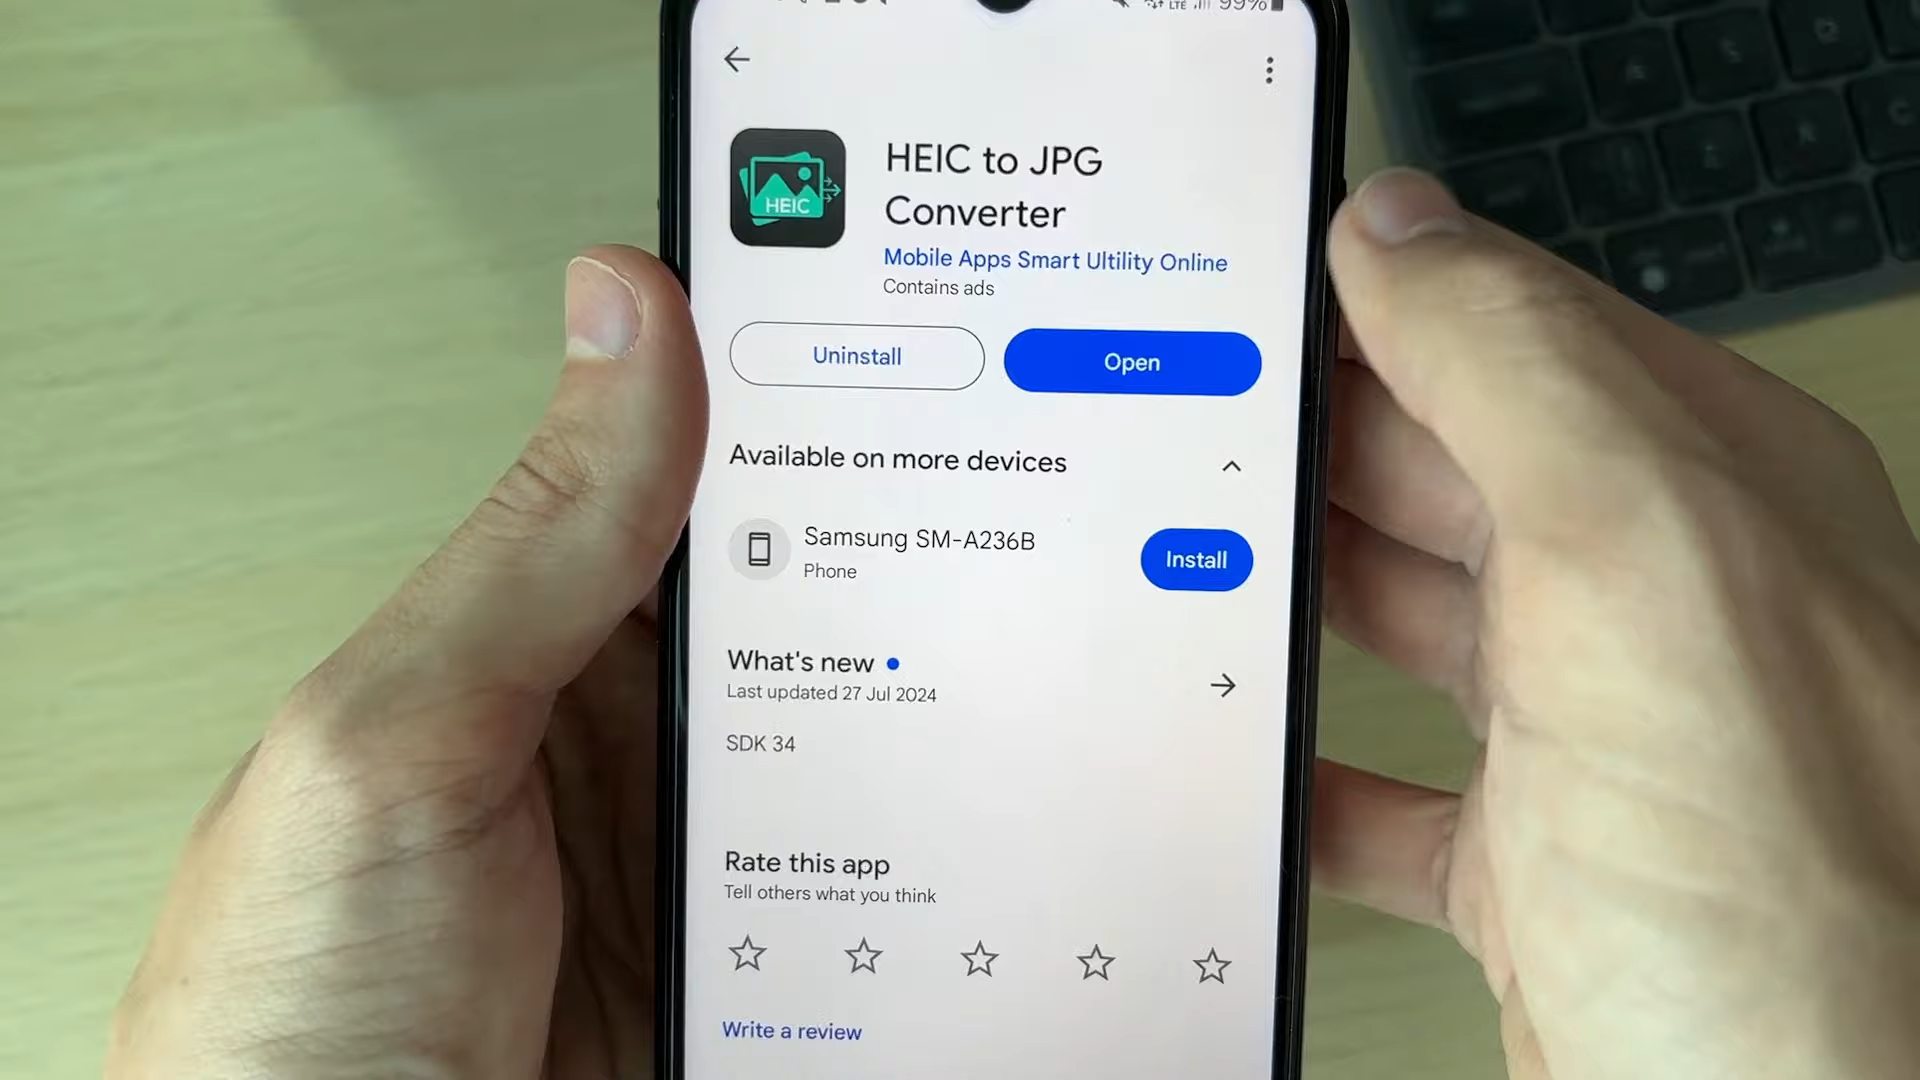 LTE 99%
HEIC
HEIC to JPG
Converter
Mobile Apps Smart Ultility Online
Contains ads
Uninstall
Open
Available on more devices
Samsung SM-A236B
Phone
Install
What's new
Last updated 27 Jul 2024
SDK 34
Rate this app
Tell others what you think
Write a review